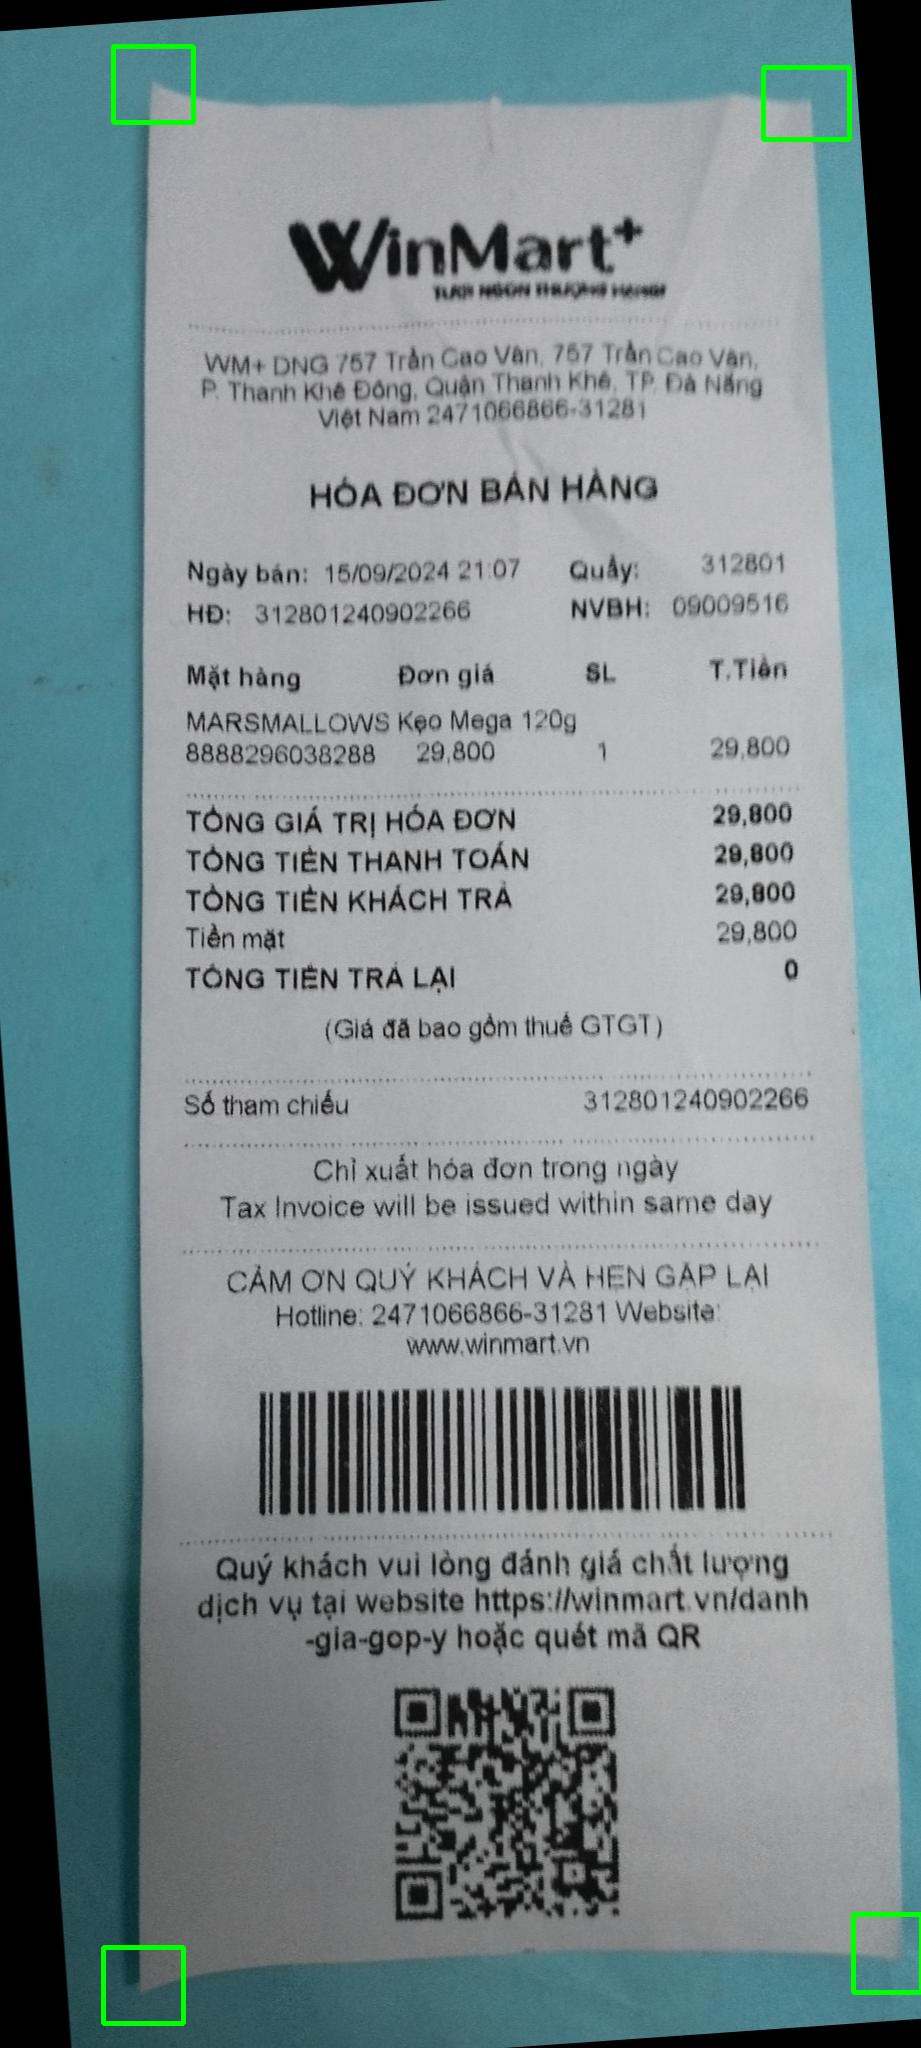 WinMart+
TƯƠI NGON THƯỢNG HẠNG!
WM+ DNG 757 Trần Cao Vân, 757 Trần Cao Vân,
P. Thanh Khê Đông, Quận Thanh Khê, TP. Đà Nẵng
Việt Nam 2471066866-31281
HÓA ĐƠN BÁN HÀNG
Ngày bán: 15/09/2024 21:07 Quầy: 312801
HĐ: 312801240902266 NVBH: 09009516
Mặt hàng Đơn giá SL T.Tiền
MARSMALLOWS Kẹo Mega 120g
8888296038288 29,800 1 29,800
TỔNG GIÁ TRỊ HÓA ĐƠN 29,800
TỔNG TIỀN THANH TOÁN 29,800
TỔNG TIỀN KHÁCH TRẢ 29,800
Tiền mặt 29,800
TỔNG TIỀN TRẢ LẠI 0
(Giá đã bao gồm thuế GTGT)
Số tham chiếu 312801240902266
Chỉ xuất hóa đơn trong ngày
Tax Invoice will be issued within same day
CẢM ƠN QUÝ KHÁCH VÀ HẸN GẶP LẠI
Hotline: 2471066866-31281 Website:
www.winmart.vn
Quý khách vui lòng đánh giá chất lượng
dịch vụ tại website https://winmart.vn/danh
-gia-gop-y hoặc quét mã QR